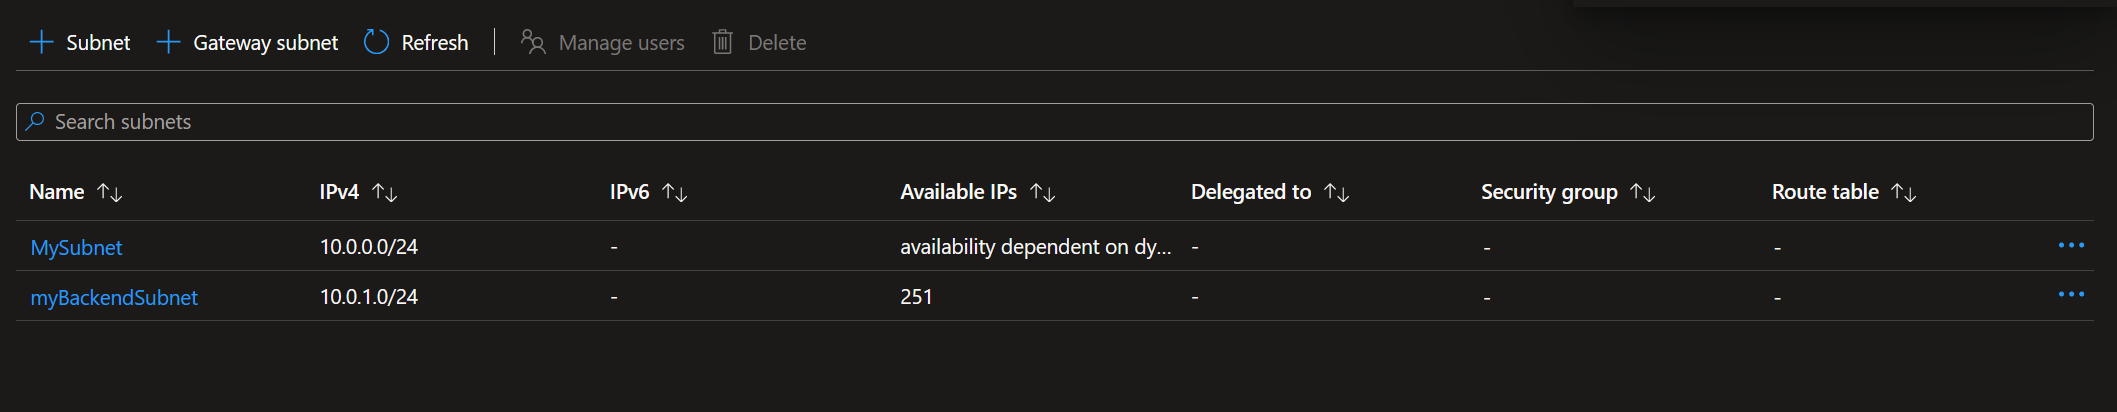 Subnet Gateway subnet Refresh Manage users Delete
Search subnets
Name IPv4 IPv6 Available IPs Delegated to Security group Route table
MySubnet 10.0.0.0/24 - availability dependent on dy... - - -
myBackendSubnet 10.0.1.0/24 - 251 - - -